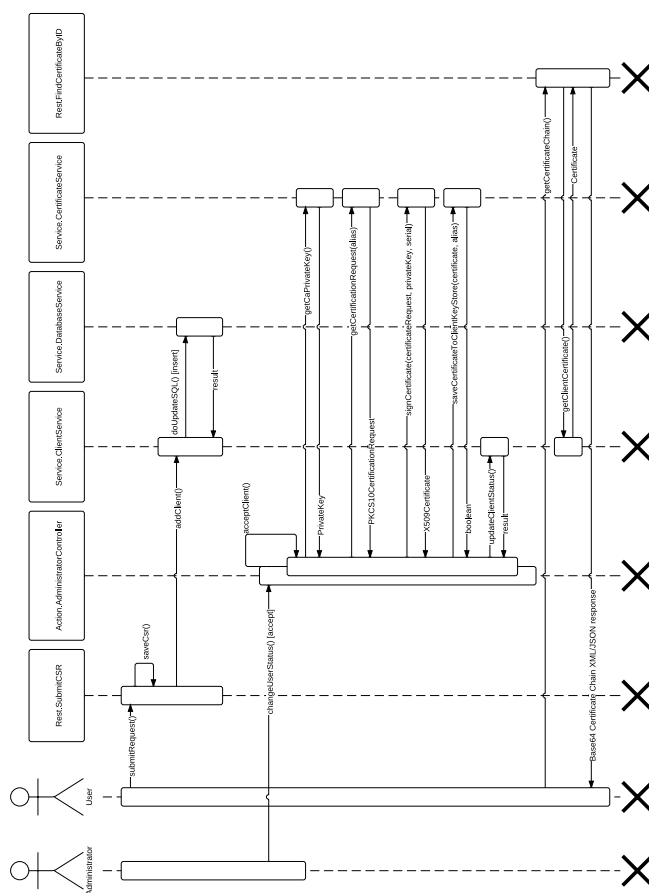 Administrator
User
Rest.SubmitCSR
Action.AdministratorController
Service.ClientService
Service.DatabaseService
Service.CertificateService
Rest.FindCertificateByID
submitRequest()
saveCsr()
addClient()
doUpdateSQL() [insert]
result
changeUserStatus() [accept]
acceptClient()
getCaPrivateKey()
PrivateKey
getCertificationRequest(alias)
PKCS10CertificationRequest
signCertificate(certificateRequest, privateKey, serial)
X509Certificate
saveCertificateToClientKeyStore(certificate, alias)
boolean
updateClientStatus()
result
getCertificateChain()
getClientCertificate()
Certificate
Base64 Certificate Chain XML/JSON response